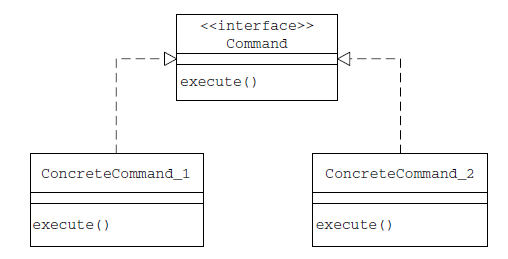 <<interface>>
Command
execute()
ConcreteCommand_1
execute()
ConcreteCommand_2
execute()